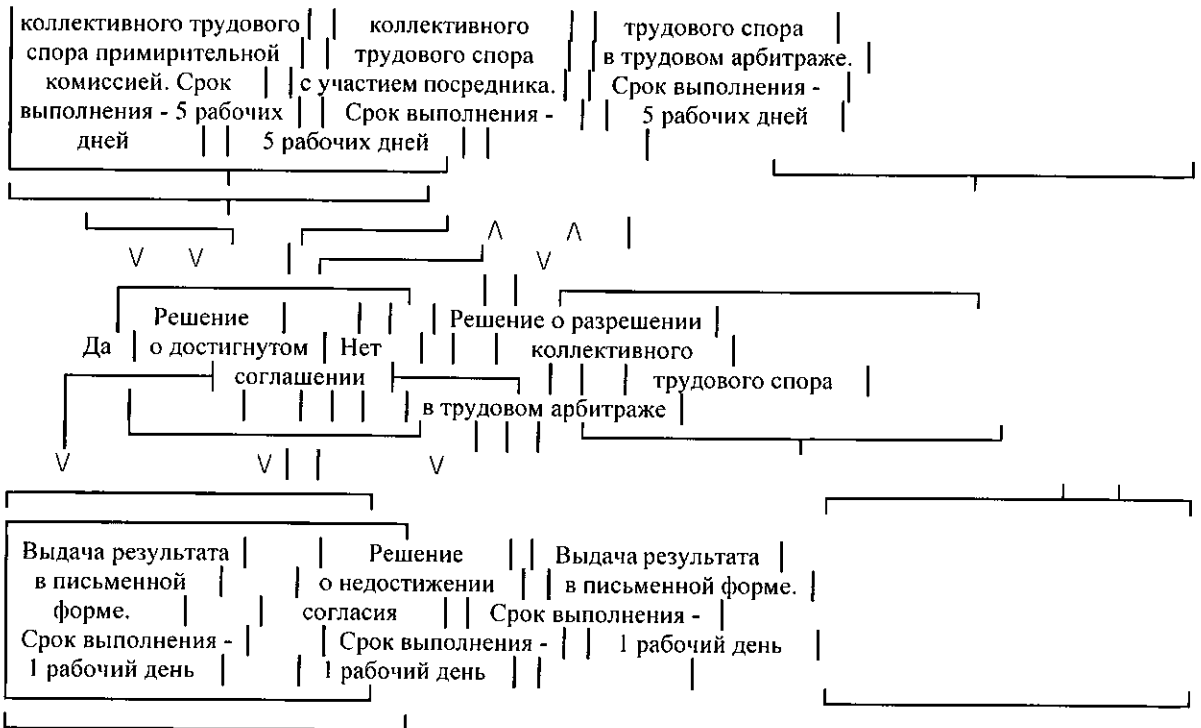 коллективного трудового | | коллективного | | трудового спора |
спора примирительной | | трудового спора | | в трудовом арбитраже. |
комиссией. Срок | | с участием посредника. | | Срок выполнения - |
выполнения - 5 рабочих | | Срок выполнения - | | 5 рабочих дней |
дней | | 5 рабочих дней | | |
Решение | | | | Решение о разрешении |
Да | о достигнутом | Нет | | | коллективного |
соглашении | | | трудового спора |
| | | | | | в трудовом арбитраже |
Выдача результата | | Решение | | Выдача результата |
в письменной | | о недостижении | | в письменной форме. |
форме. | | согласия | | Срок выполнения - |
Срок выполнения - | | Срок выполнения - | | 1 рабочий день |
1 рабочий день | | 1 рабочий день | | |